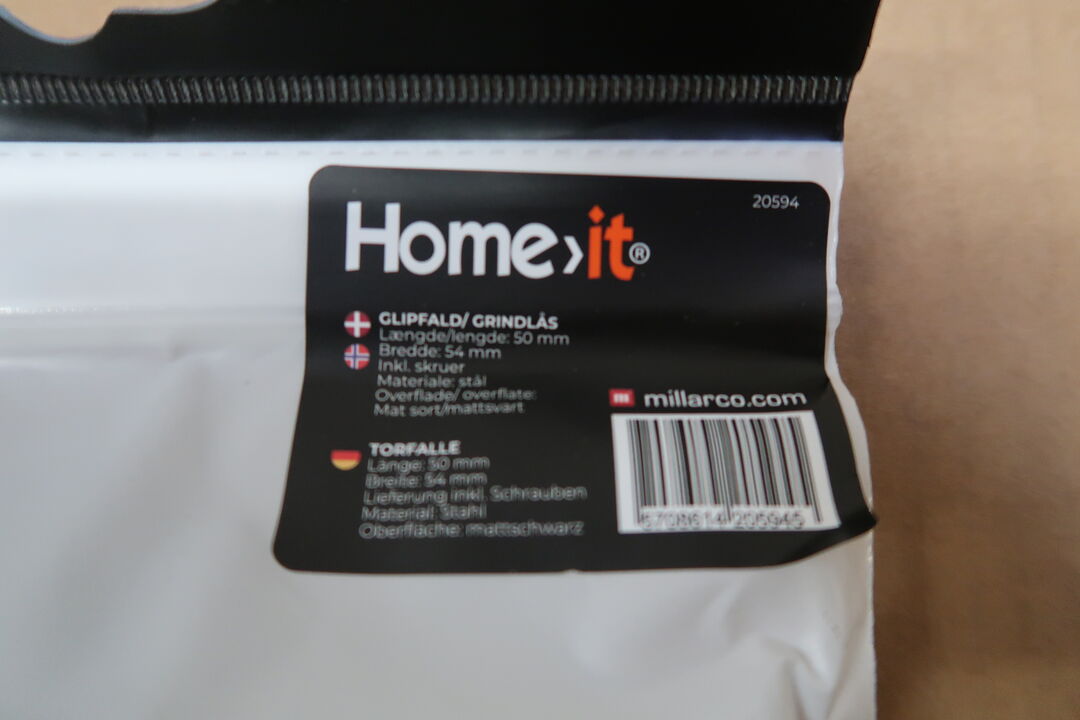 20594
Home›it®
GLIPFALD/ GRINDLÅS
Længde/lengde: 50 mm
Bredde: 54 mm
Inkl. skruer
Materiale: stål
Overflade/ overflate:
Mat sort/mattsvart
m millarco.com
TORFALLE
Länge: 50 mm
Breite: 54 mm
Lieferung inkl. Schrauben
Material: Stahl
Oberfläche: mattschwarz
205945